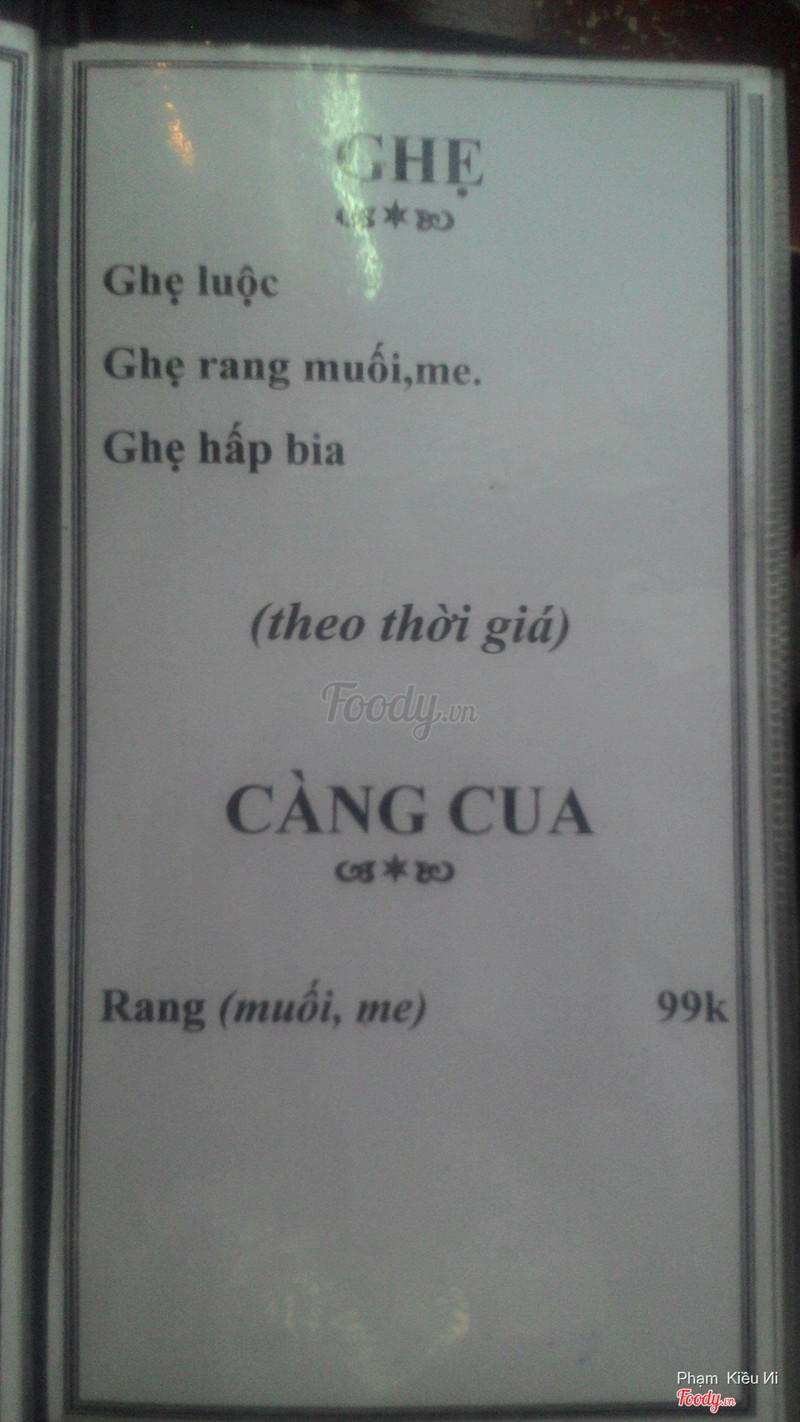 GHẸ
Ghẹ luộc
Ghẹ rang muối,me.
Ghẹ hấp bia
(theo thời giá)
Foody.vn
CÀNG CUA
Rang (muối, me) 99k
Phạm Kiều Иi
Foody.vn